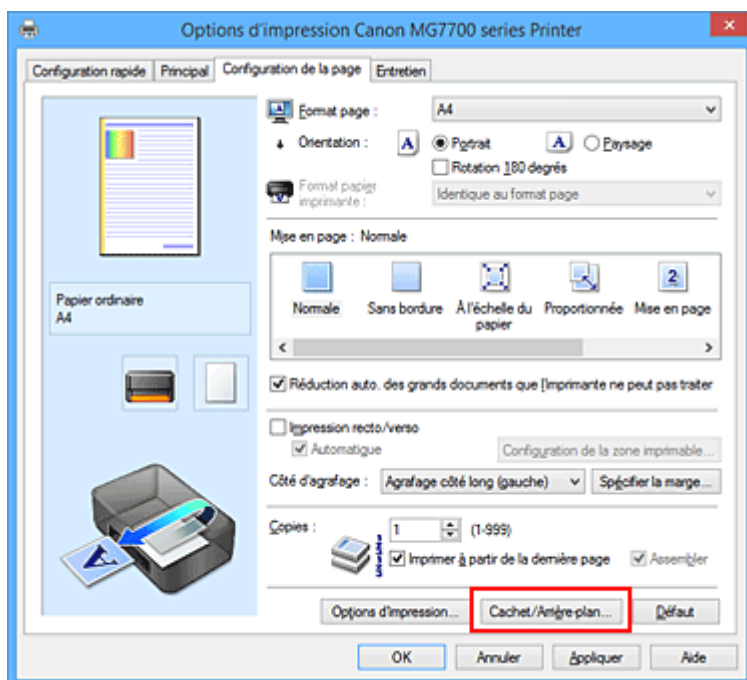 Options d'impression Canon MG7700 series Printer
Configuration rapide Principal Configuration de la page Entretien
Format page : A4
Orientation : A Portrait A Paysage
Rotation 180 degrés
Format papier
imprimante : Identique au format page
Mise en page : Normale
Papier ordinaire
A4
Normale Sans bordure À l'échelle du Proportionnée Mise en page
papier
Réduction auto. des grands documents que l'imprimante ne peut pas traiter
Impression recto/verso
Automatique Configuration de la zone imprimable...
Côté d'agrafage : Agrafage côté long (gauche) Spécifier la marge...
Copies : 1 (1-999)
Imprimer à partir de la dernière page Assembler
Options d'impression... Cachet/Arrière-plan... Défaut
OK Annuler Appliquer Aide